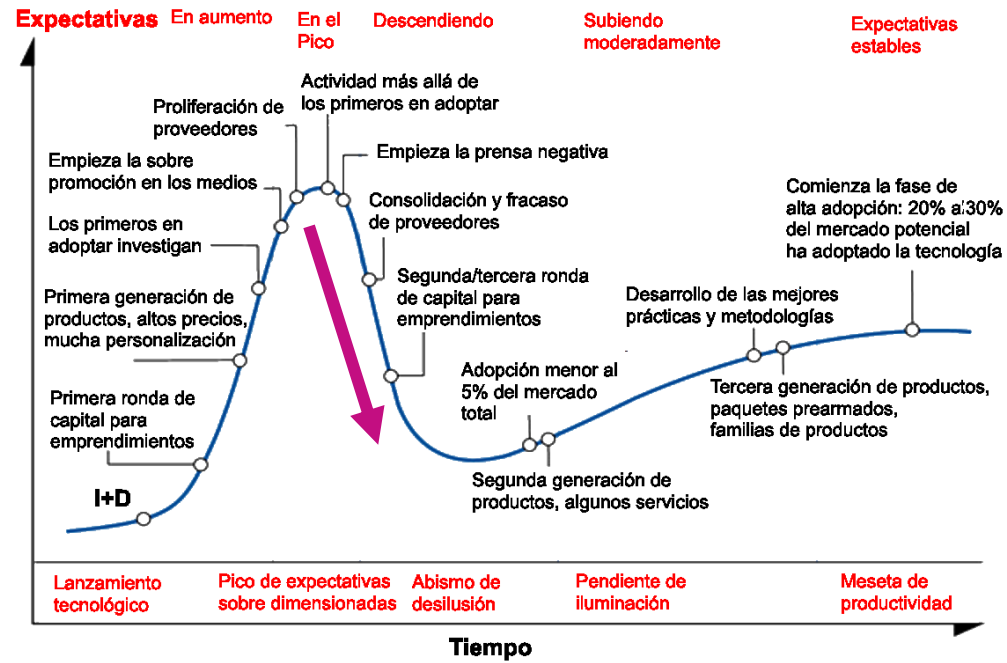 Expectativas
En aumento
En el
Pico
Descendiendo
Subiendo
moderadamente
Expectativas
estables
Actividad más allá de
los primeros en adoptar
Proliferación de
proveedores
Empieza la prensa negativa
Empieza la sobre
promoción en los medios
Consolidación y fracaso
de proveedores
Comienza la fase de
alta adopción: 20% a 30%
del mercado potencial
ha adoptado la tecnología
Los primeros en
adoptar investigan
Segunda/tercera ronda
de capital para
emprendimientos
Primera generación de
productos, altos precios,
mucha personalización
Desarrollo de las mejores
prácticas y metodologías
Adopción menor al
5% del mercado
total
Tercera generación de productos,
paquetes prearmados,
familias de productos
Primera ronda de
capital para
emprendimientos
Segunda generación de
productos, algunos servicios
I+D
Lanzamiento
tecnológico
Pico de expectativas
sobre dimensionadas
Abismo de
desilusión
Pendiente de
iluminación
Meseta de
productividad
Tiempo